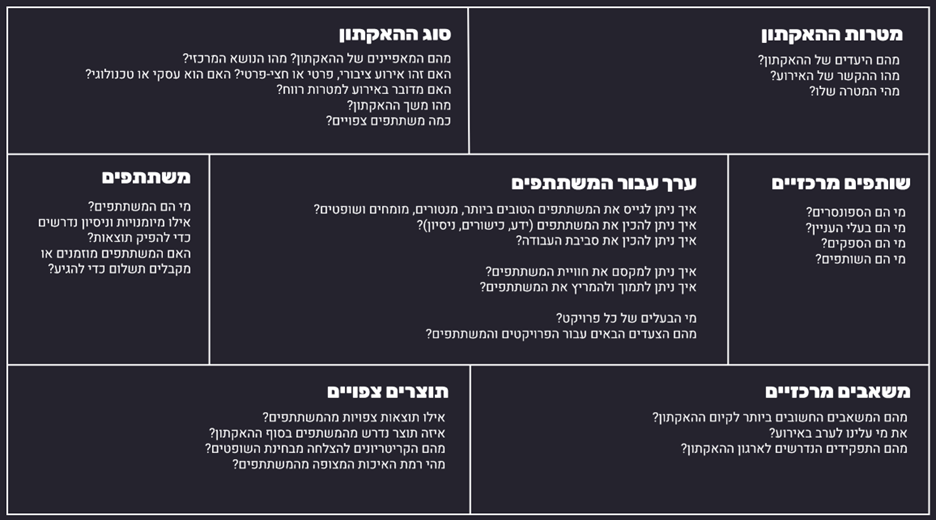 מטרות ההאקתון
מהם היעדים של ההאקתון?
מהו ההקשר של האירוע?
מהי המטרה שלו?
סוג ההאקתון
מהם המאפיינים של ההאקתון? מהו הנושא המרכזי?
האם זהו אירוע ציבורי, פרטי או חצי-פרטי? האם הוא עסקי או טכנולוגי?
האם מדובר באירוע למטרות רווח?
מהו משך ההאקתון?
כמה משתתפים צפויים?
שותפים מרכזיים
מי הם הספונסרים?
מי הם בעלי העניין?
מי הם הספקים?
מי הם השותפים?
ערך עבור המשתתפים
איך ניתן לגייס את המשתתפים הטובים ביותר, מנטורים, מומחים ושופטים?
איך ניתן להכין את המשתתפים (ידע, כישורים, ניסיון)?
איך ניתן להכין את סביבת העבודה?
איך ניתן למקסם את חוויית המשתתפים?
איך ניתן לתמוך ולהמריץ את המשתתפים?
מי הבעלים של כל פרויקט?
מהם הצעדים הבאים עבור הפרויקטים והמשתתפים?
משתתפים
מי הם המשתתפים?
אילו מיומנויות וניסיון נדרשים
כדי להפיק תוצאות?
האם המשתתפים מוזמנים או
מקבלים תשלום כדי להגיע?
משאבים מרכזיים
מהם המשאבים החשובים ביותר לקיום ההאקתון?
את מי עלינו לערב באירוע?
מהם התפקידים הנדרשים לארגון ההאקתון?
תוצרים צפויים
אילו תוצאות צפויות מהמשתתפים?
איזה תוצר נדרש מהמשתפים בסוף ההאקתון?
מהם הקריטריונים להצלחה מבחינת השופטים?
מהי רמת האיכות המצופה מהמשתתפים?